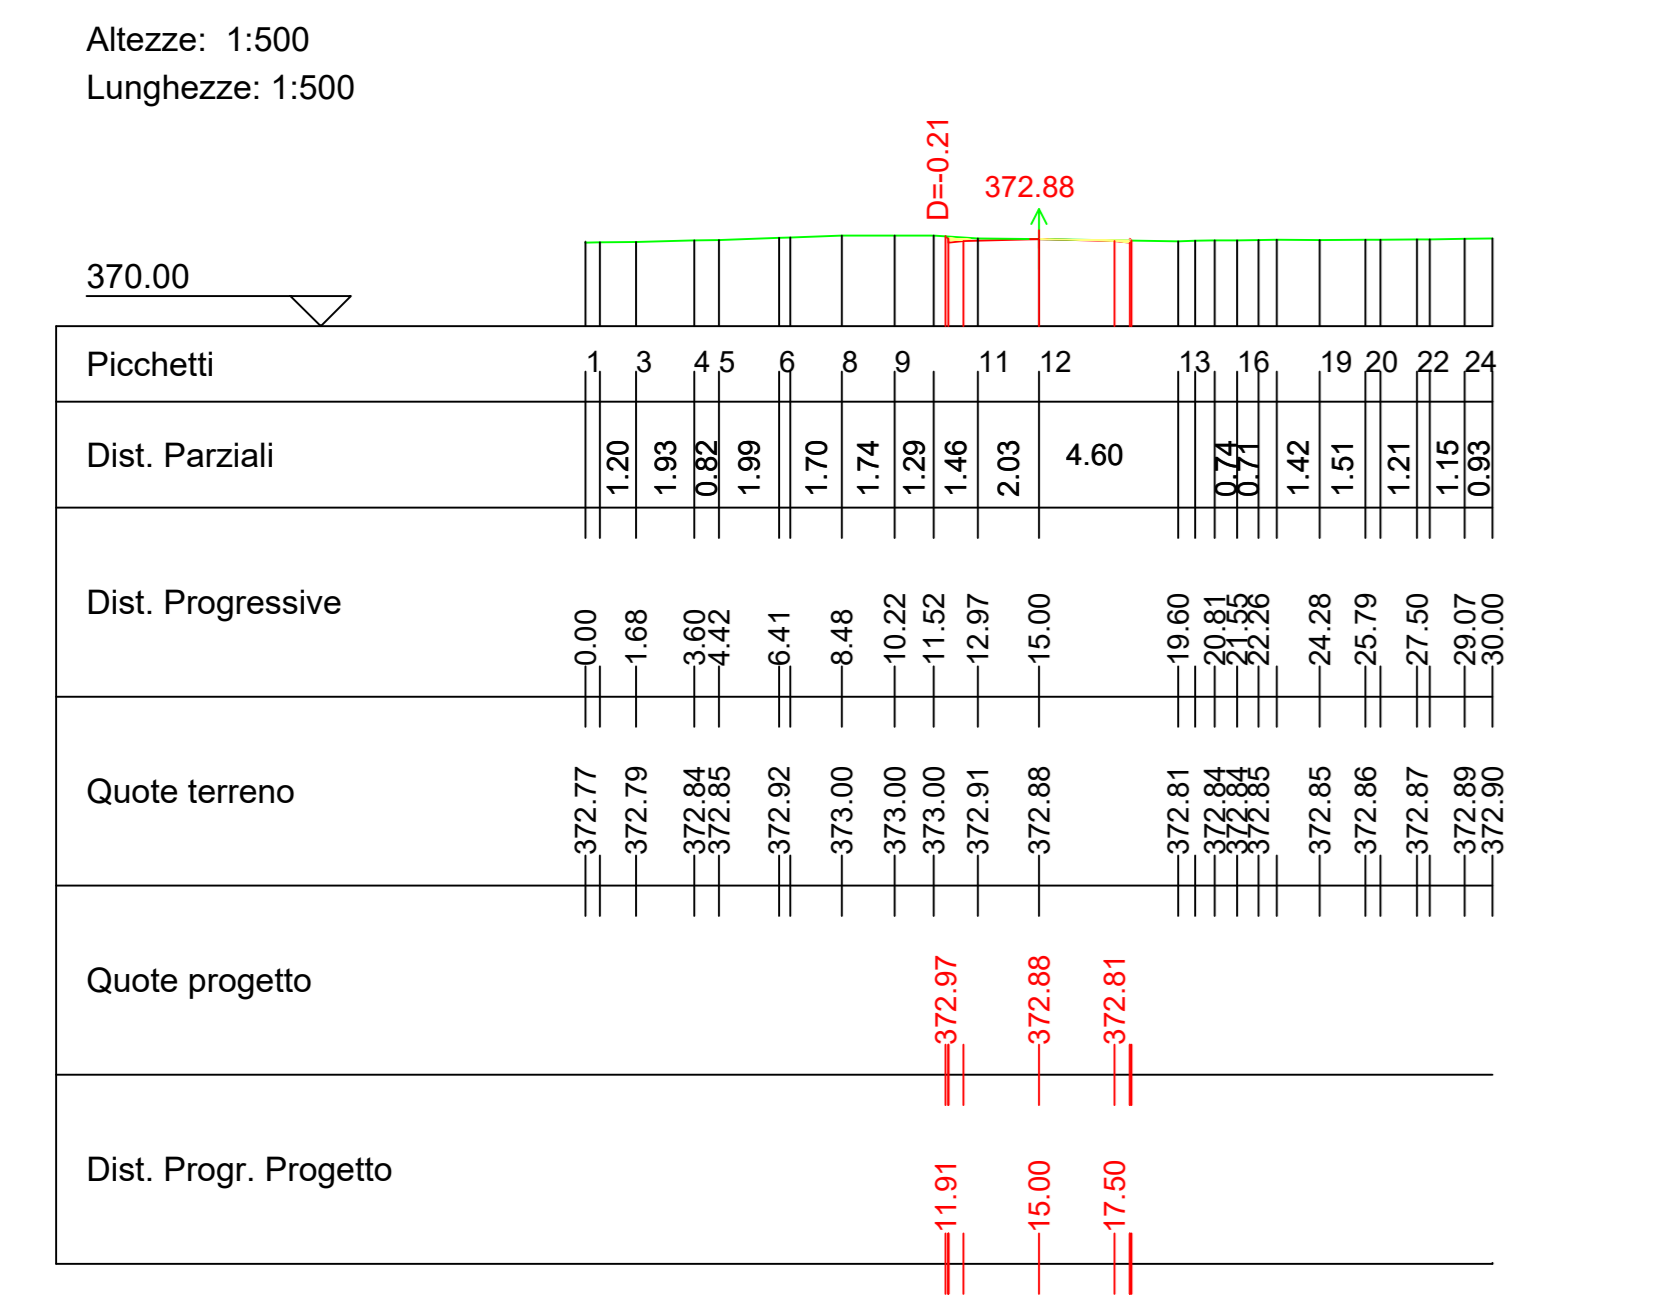 Altezze: 1:500
Lunghezze: 1:500
D=-0.21
372.88
370.00
Picchetti 1 3 4 5 6 8 9 11 12 13 16 19 20 22 24
Dist. Parziali 1.20 1.93 0.82 1.99 1.70 1.74 1.29 1.46 2.03 4.60 0.74 0.71 1.42 1.51 1.21 1.15 0.93
Dist. Progressive 0.00 1.68 3.60 4.42 6.41 8.48 10.22 11.52 12.97 15.00 19.60 20.81 21.55 22.26 24.28 25.79 27.50 29.07 30.00
Quote terreno 372.77 372.79 372.84 372.85 372.92 373.00 373.00 373.00 372.91 372.88 372.81 372.84 372.84 372.85 372.85 372.86 372.87 372.89 372.90
Quote progetto 372.97 372.88 372.81
Dist. Progr. Progetto 11.91 15.00 17.50